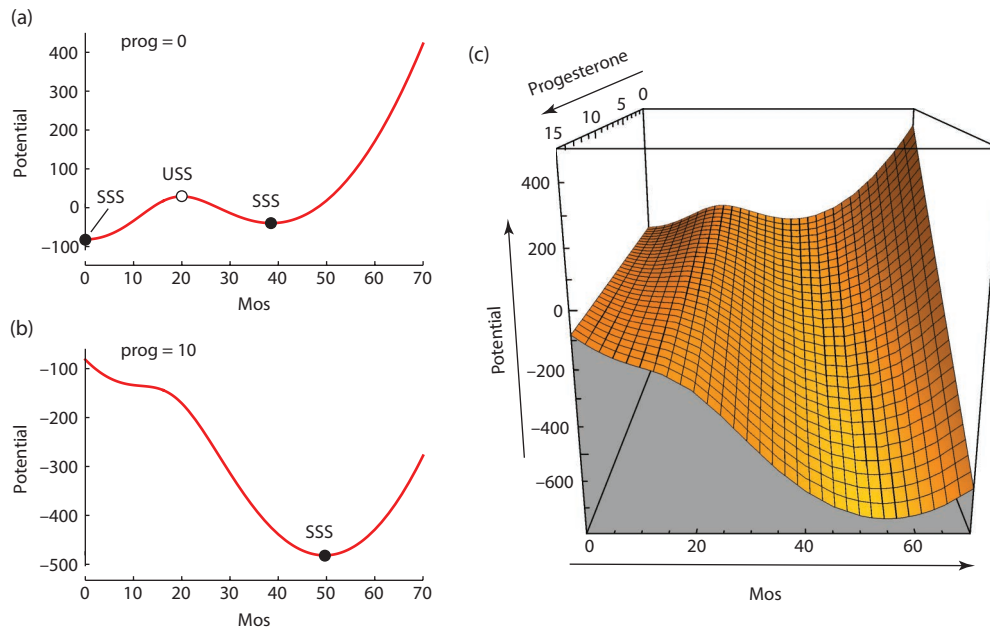 (a)
prog = 0
400
300
200
100
0
−100
Potential
SSS
USS
SSS
0 10 20 30 40 50 60 70
Mos
(b)
prog = 10
−100
−200
−300
−400
−500
Potential
SSS
0 10 20 30 40 50 60 70
Mos
(c)
Progesterone
15 10 5 0
400
200
0
−200
−400
−600
Potential
0 20 40 60
Mos